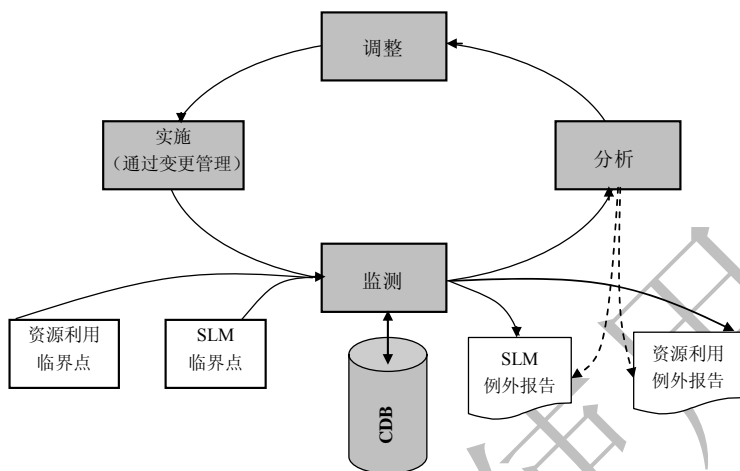 调整
实施
（通过变更管理）
分析
监测
资源利用
临界点
SLM
临界点
SLM
例外报告
资源利用
例外报告
CDB